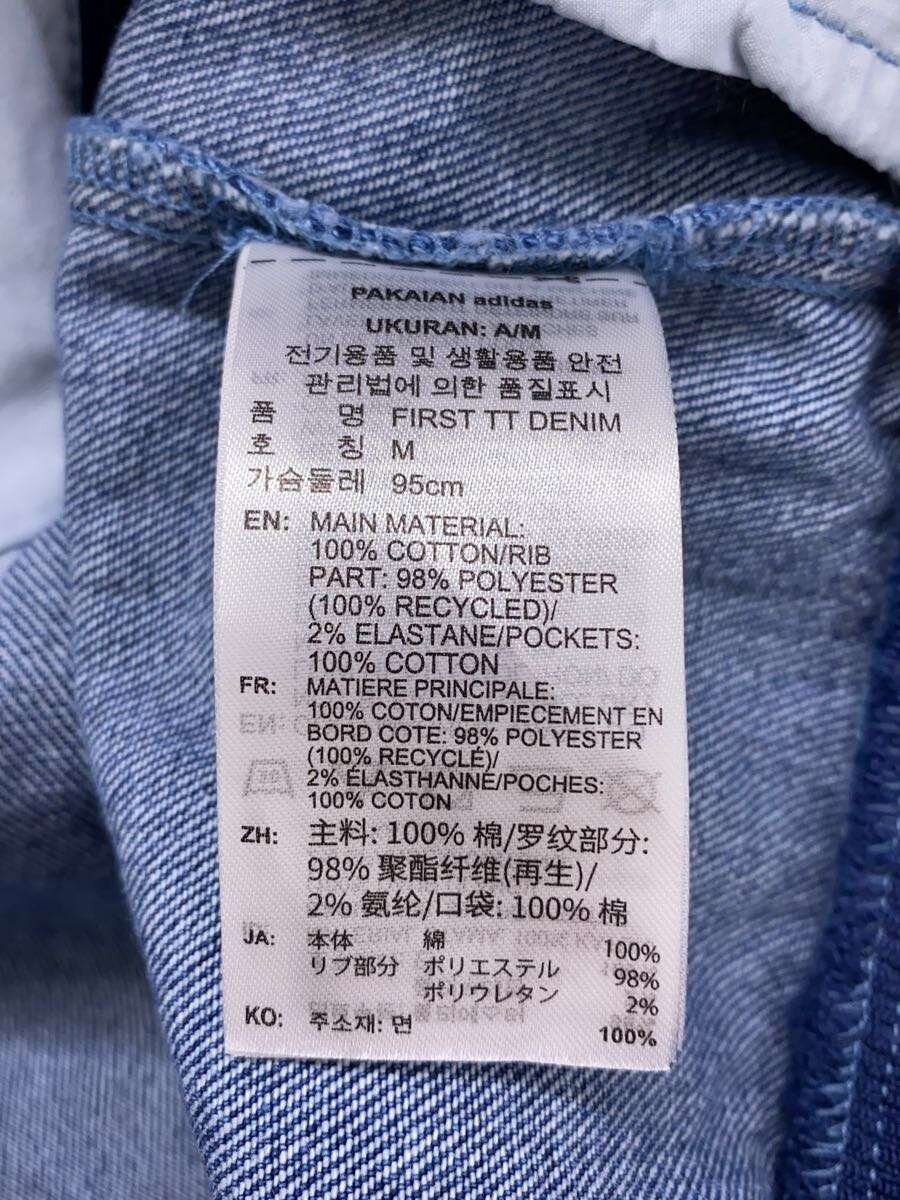 PAKAIAN adidas
UKURAN: A/M
전기용품 및 생활용품 안전
관리법에 의한 품질표시
품 명 FIRST TT DENIM
호 칭 M
가슴둘레 95cm
EN: MAIN MATERIAL:
100% COTTON/RIB
PART: 98% POLYESTER
(100% RECYCLED)/
2% ELASTANE/POCKETS:
100% COTTON
FR: MATIERE PRINCIPALE:
100% COTON/EMPIECEMENT EN
BORD COTE: 98% POLYESTER
(100% RECYCLÉ)/
2% ÉLASTHANNE/POCHES:
100% COTON
ZH: 主料: 100% 棉/罗纹部分:
98% 聚酯纤维(再生)/
2% 氨纶/口袋: 100% 棉
JA: 本体 綿 100%
リブ部分 ポリエステル 98%
ポリウレタン 2%
KO: 주소재: 면 100%